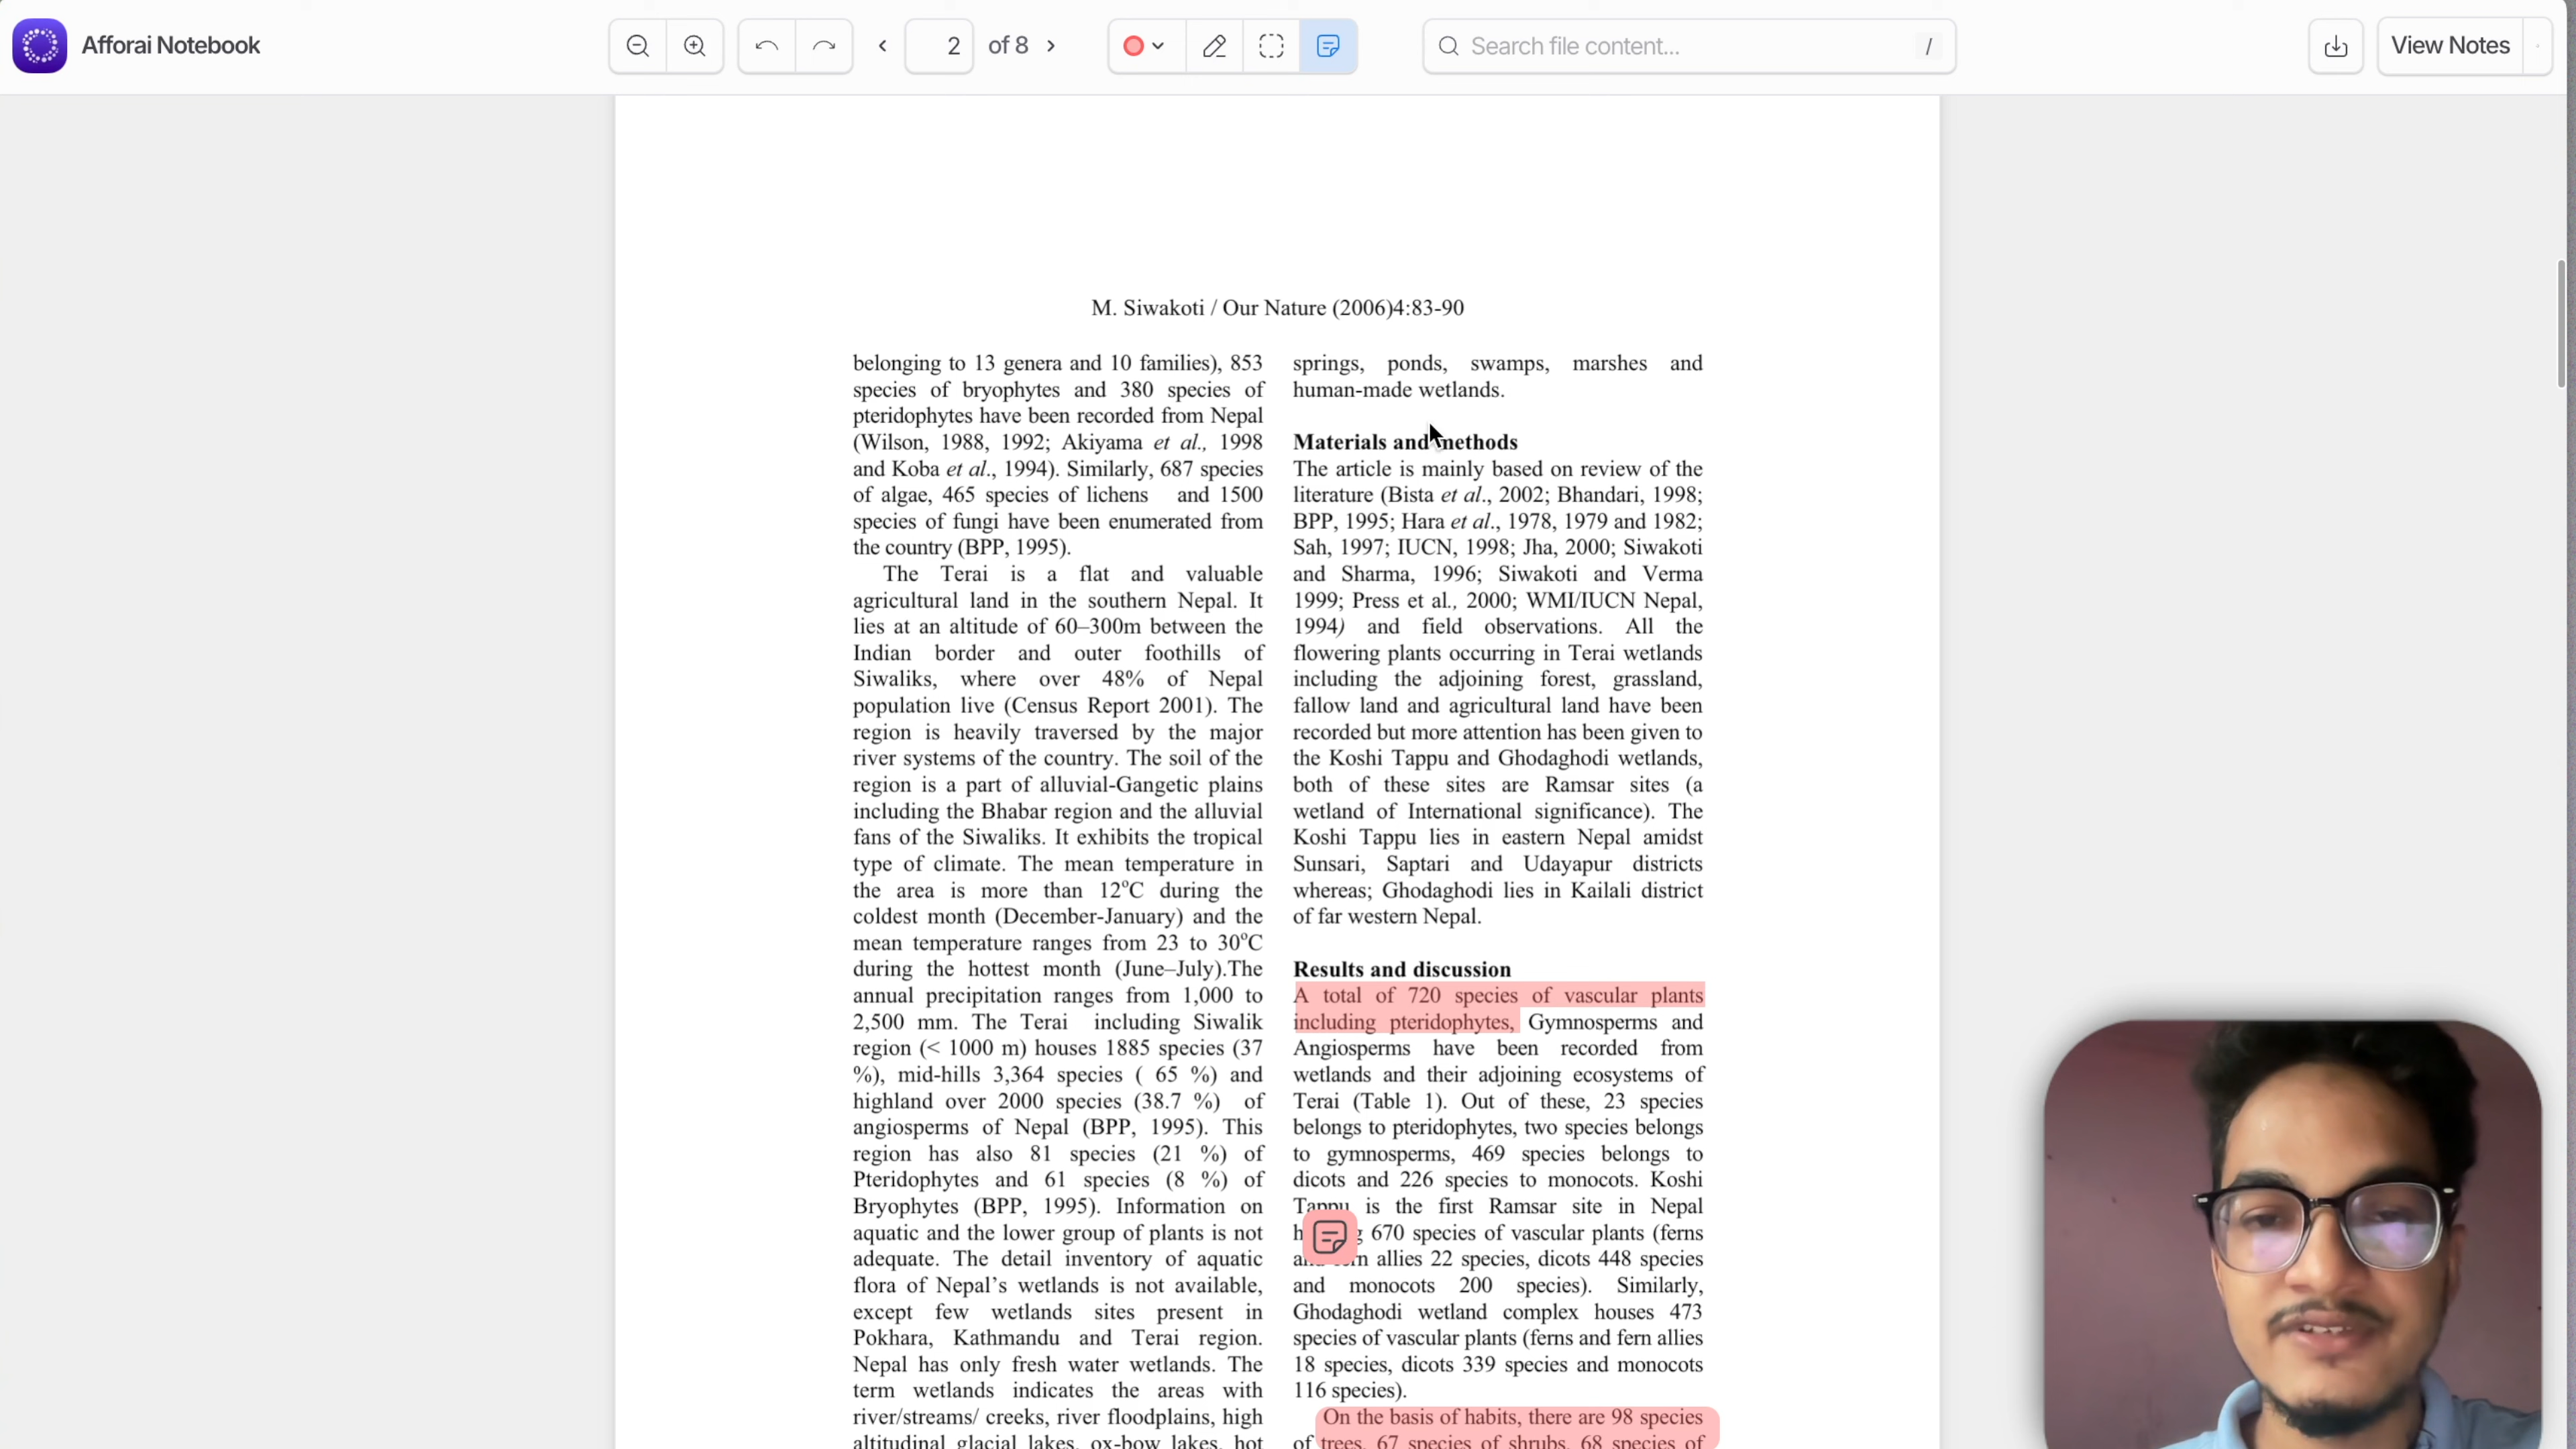 Afforai Notebook
2 of 8
Search file content...
/
View Notes
M. Siwakoti / Our Nature (2006)4:83-90
belonging to 13 genera and 10 families), 853
species of bryophytes and 380 species of
pteridophytes have been recorded from Nepal
(Wilson, 1988, 1992; Akiyama et al., 1998
and Koba et al., 1994). Similarly, 687 species
of algae, 465 species of lichens and 1500
species of fungi have been enumerated from
the country (BPP, 1995).
The Terai is a flat and valuable
agricultural land in the southern Nepal. It
lies at an altitude of 60–300m between the
Indian border and outer foothills of
Siwaliks, where over 48% of Nepal
population live (Census Report 2001). The
region is heavily traversed by the major
river systems of the country. The soil of the
region is a part of alluvial-Gangetic plains
including the Bhabar region and the alluvial
fans of the Siwaliks. It exhibits the tropical
type of climate. The mean temperature in
the area is more than 12°C during the
coldest month (December-January) and the
mean temperature ranges from 23 to 30°C
during the hottest month (June–July).The
annual precipitation ranges from 1,000 to
2,500 mm. The Terai including Siwalik
region (< 1000 m) houses 1885 species (37
%), mid-hills 3,364 species ( 65 %) and
highland over 2000 species (38.7 %) of
angiosperms of Nepal (BPP, 1995). This
region has also 81 species (21 %) of
Pteridophytes and 61 species (8 %) of
Bryophytes (BPP, 1995). Information on
aquatic and the lower group of plants is not
adequate. The detail inventory of aquatic
flora of Nepal's wetlands is not available,
except few wetlands sites present in
Pokhara, Kathmandu and Terai region.
Nepal has only fresh water wetlands. The
term wetlands indicates the areas with
river/streams/ creeks, river floodplains, high
altitudinal glacial lakes, ox-bow lakes, hot
springs, ponds, swamps, marshes and
human-made wetlands.
Materials and methods
The article is mainly based on review of the
literature (Bista et al., 2002; Bhandari, 1998;
BPP, 1995; Hara et al., 1978, 1979 and 1982;
Sah, 1997; IUCN, 1998; Jha, 2000; Siwakoti
and Sharma, 1996; Siwakoti and Verma
1999; Press et al., 2000; WMI/IUCN Nepal,
1994) and field observations. All the
flowering plants occurring in Terai wetlands
including the adjoining forest, grassland,
fallow land and agricultural land have been
recorded but more attention has been given to
the Koshi Tappu and Ghodaghodi wetlands,
both of these sites are Ramsar sites (a
wetland of International significance). The
Koshi Tappu lies in eastern Nepal amidst
Sunsari, Saptari and Udayapur districts
whereas; Ghodaghodi lies in Kailali district
of far western Nepal.
Results and discussion
A total of 720 species of vascular plants
including pteridophytes, Gymnosperms and
Angiosperms have been recorded from
wetlands and their adjoining ecosystems of
Terai (Table 1). Out of these, 23 species
belongs to pteridophytes, two species belongs
to gymnosperms, 469 species belongs to
dicots and 226 species to monocots. Koshi
Tappu is the first Ramsar site in Nepal
670 species of vascular plants (ferns
allies 22 species, dicots 448 species
and monocots 200 species). Similarly,
Ghodaghodi wetland complex houses 473
species of vascular plants (ferns and fern allies
18 species, dicots 339 species and monocots
116 species).
On the basis of habits, there are 98 species
of trees, 67 species of shrubs, 68 species of